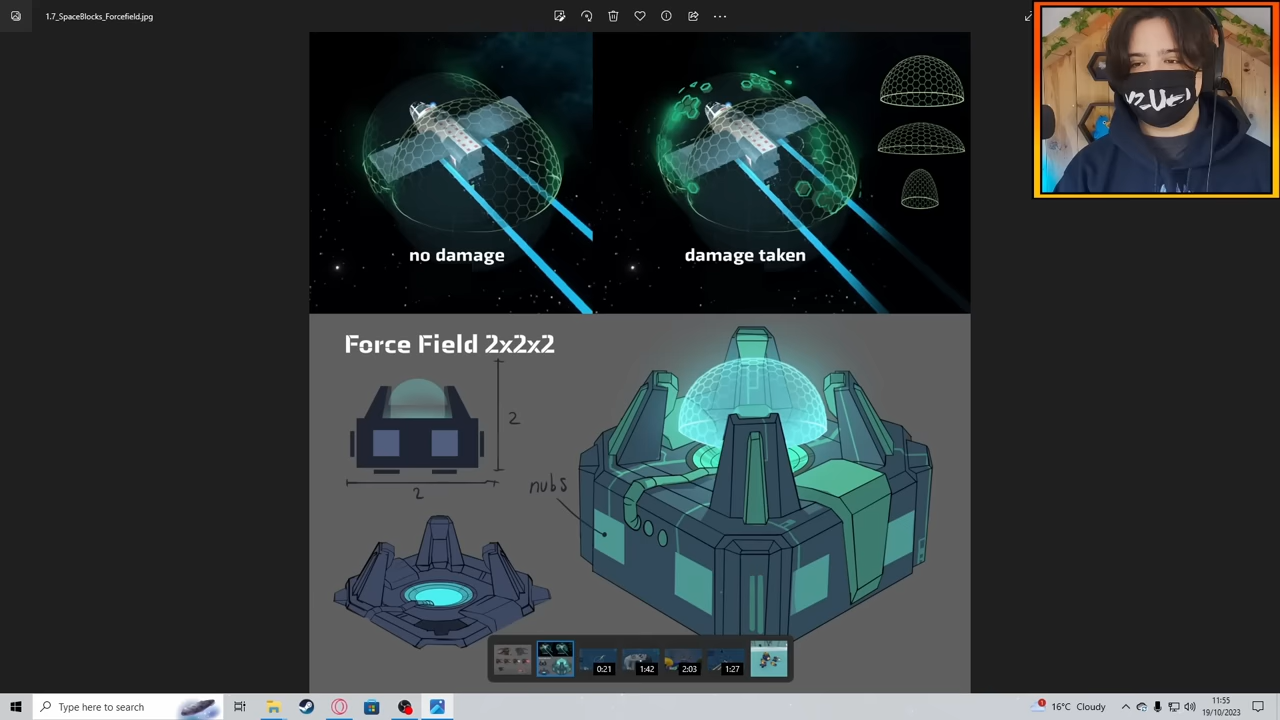 1.7_SpaceBlocks_Forcefield.jpg
no damage
damage taken
Force Field 2x2x2
2
2
nubs
0:21
1:42
2:03
1:27
Type here to search
1
16°C Cloudy
11:55
19/10/2023